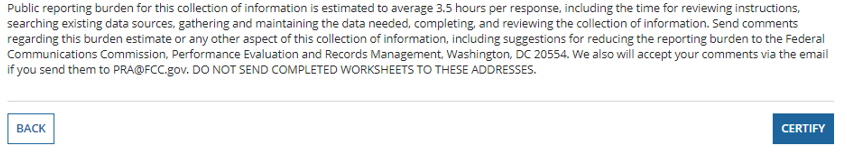 Public reporting burden for this collection of information is estimated to average 3.5 hours per response, including the time for reviewing instructions,
searching existing data sources, gathering and maintaining the data needed, completing, and reviewing the collection of information. Send comments
regarding this burden estimate or any other aspect of this collection of information, including suggestions for reducing the reporting burden to the Federal
Communications Commission, Performance Evaluation and Records Management, Washington, DC 20554. We also will accept your comments via the email
if you send them to PRA@FCC.gov. DO NOT SEND COMPLETED WORKSHEETS TO THESE ADDRESSES.
BACK
CERTIFY